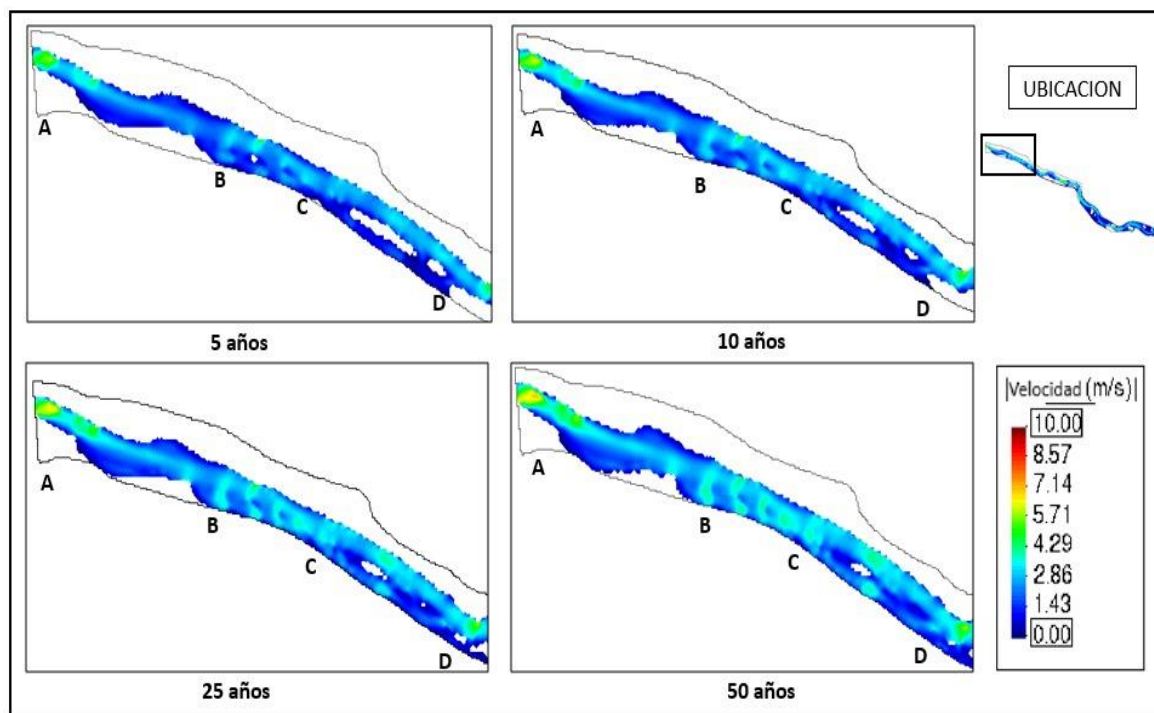 A
B
C
D
5 años
A
B
C
D
10 años
UBICACION
A
B
C
D
25 años
A
B
C
D
50 años
|Velocidad (m/s)|
10.00
8.57
7.14
5.71
4.29
2.86
1.43
0.00